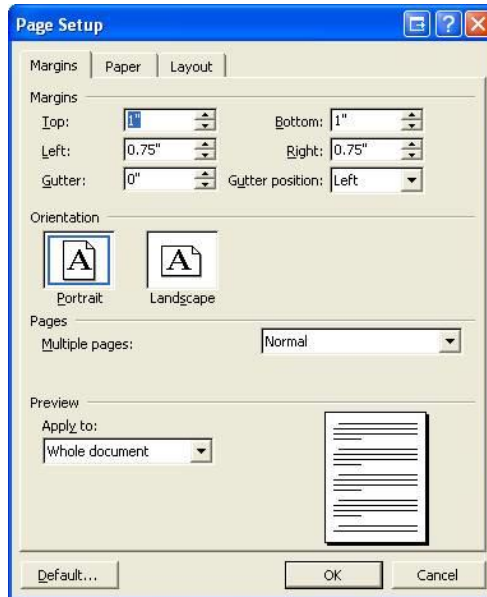 Page Setup
Margins Paper Layout
Margins
Top: 1" Bottom: 1"
Left: 0.75" Right: 0.75"
Gutter: 0" Gutter position: Left
Orientation
A A
Portrait Landscape
Pages
Multiple pages: Normal
Preview
Apply to:
Whole document
Default... OK Cancel